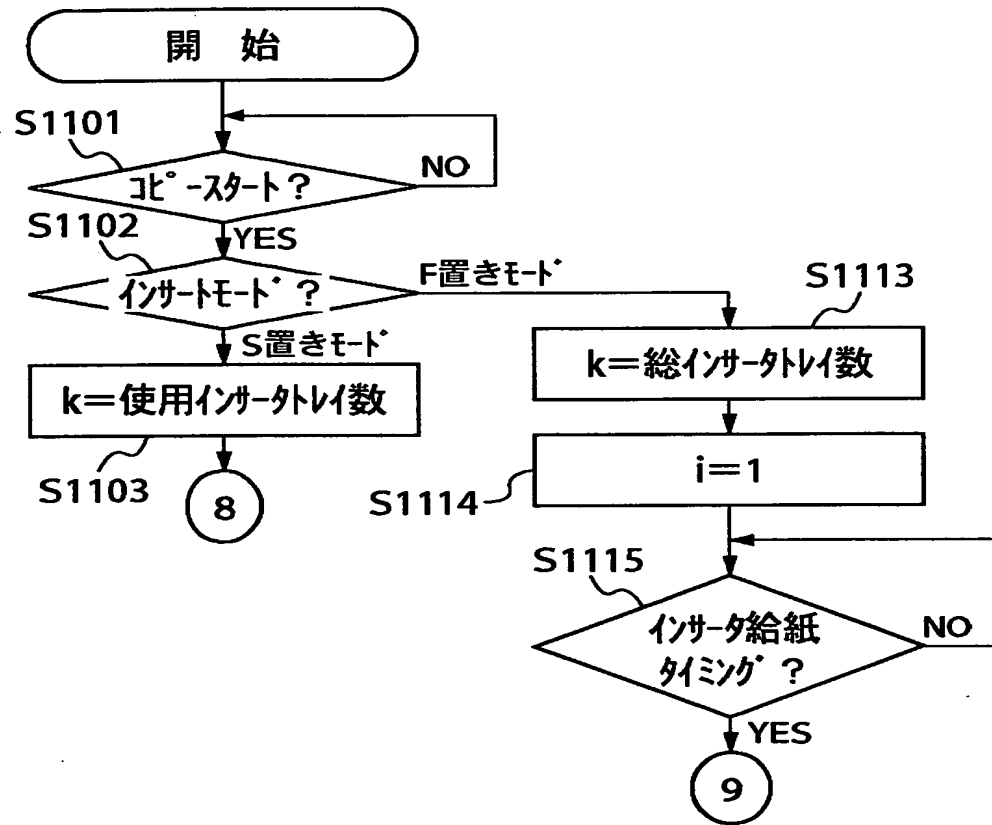 開 始
S1101
コピースタート?
NO
S1102
YES
インサートモード?
F置きモード
S1113
S置きモード
k=総インサータトレイ数
k=使用インサータトレイ数
S1103
8
i=1
S1114
S1115
インサータ給紙
タイミング?
NO
YES
9